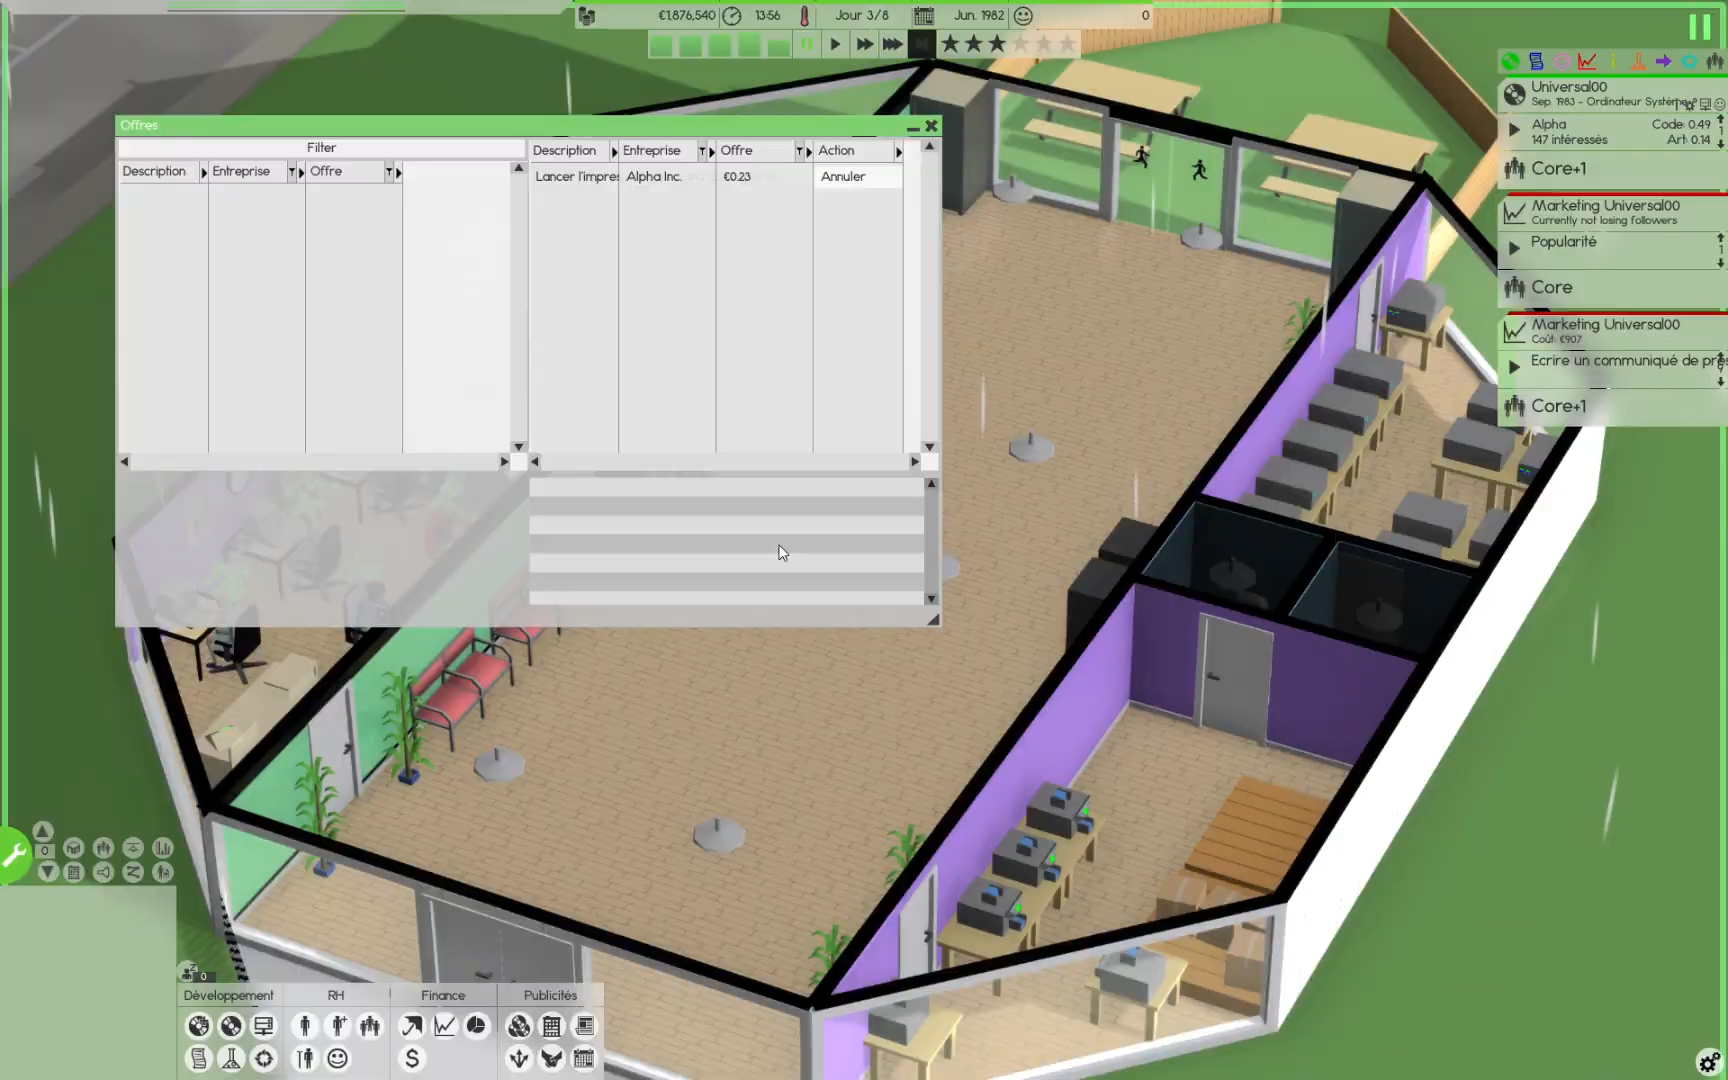 €1.876,540
13:56
Jour 3/8
Jun. 1982
0
Offres
Filter
Description
Entreprise
Offre
Description
Entreprise
Offre
Action
Lancer l'impres
Alpha Inc.
€0.23
Annuler
Universal00
Sep. 1983 - Ordinateur Système
Alpha
Code: 0.49
147 intéressés
Art: 0.14
1
Core+1
Marketing Universal00
Currently not losing followers
Popularité
1
Core
Marketing Universal00
Coût: €907
Ecrire un communiqué de
Core+1
0
0
Développement
RH
Finance
Publicités